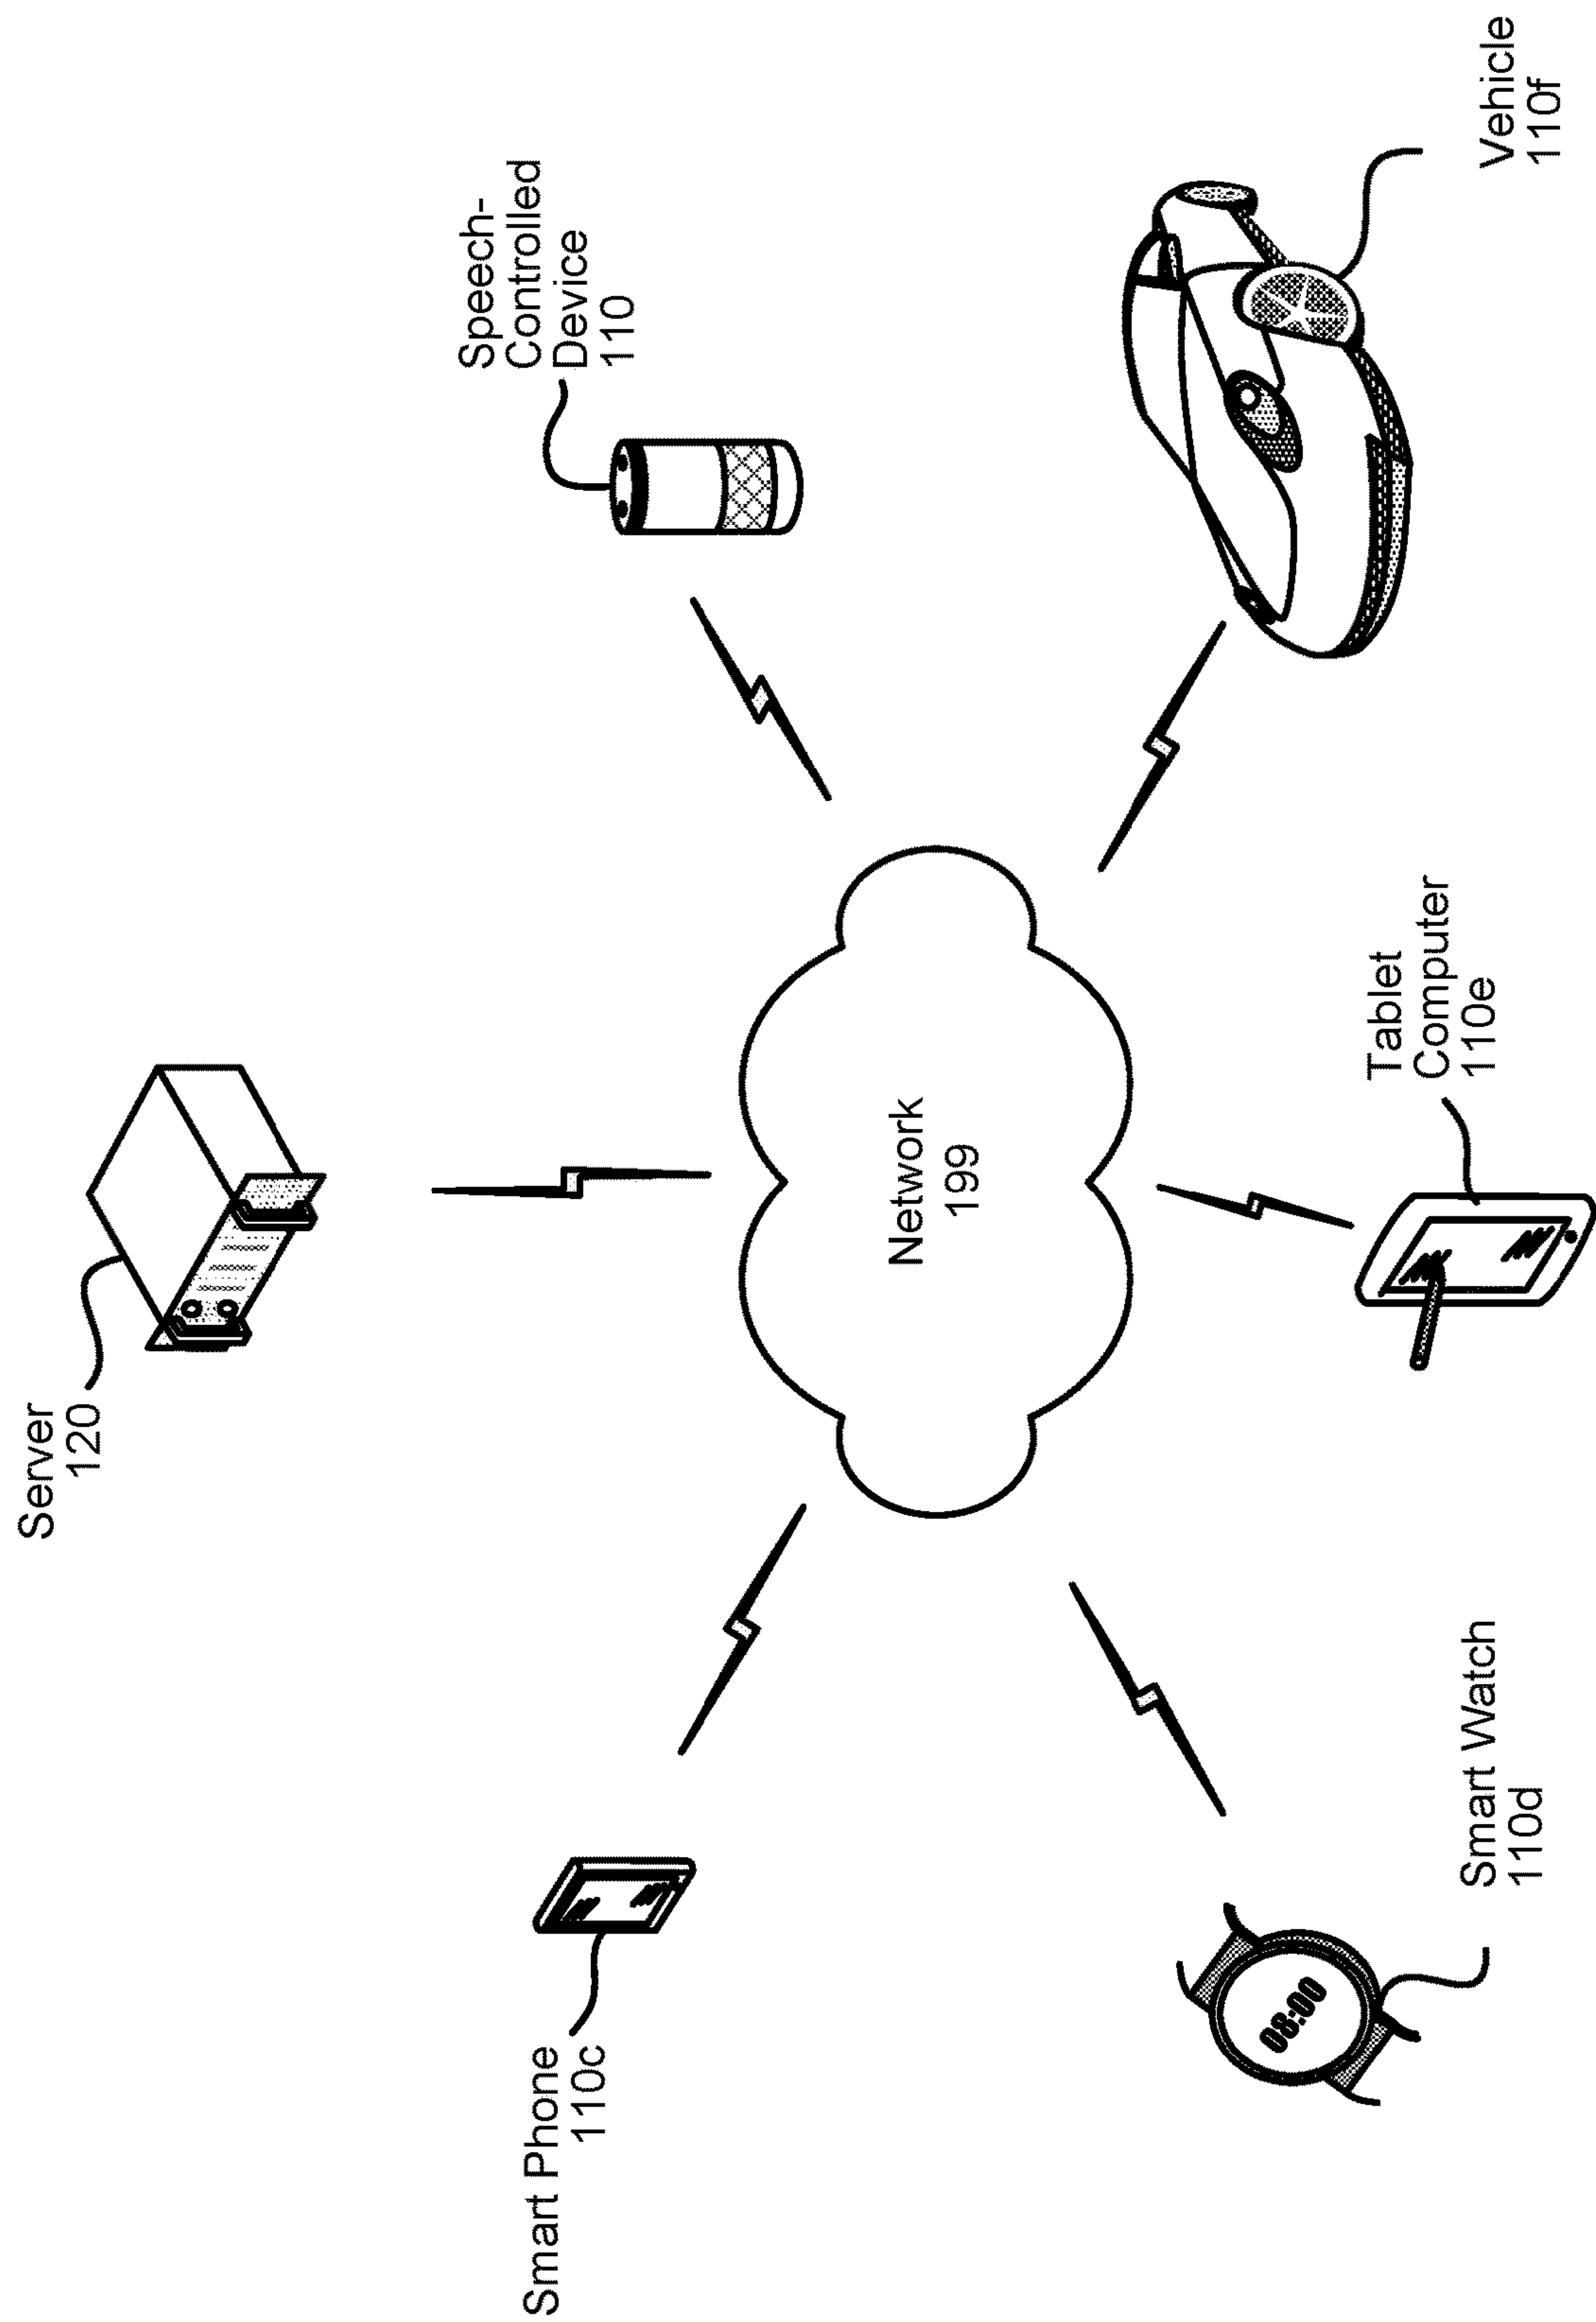 Server
120
Smart Phone
110c
Speech-
Controlled
Device
110
Network
199
Smart Watch
110d
08:00
Tablet
Computer
110e
Vehicle
110f